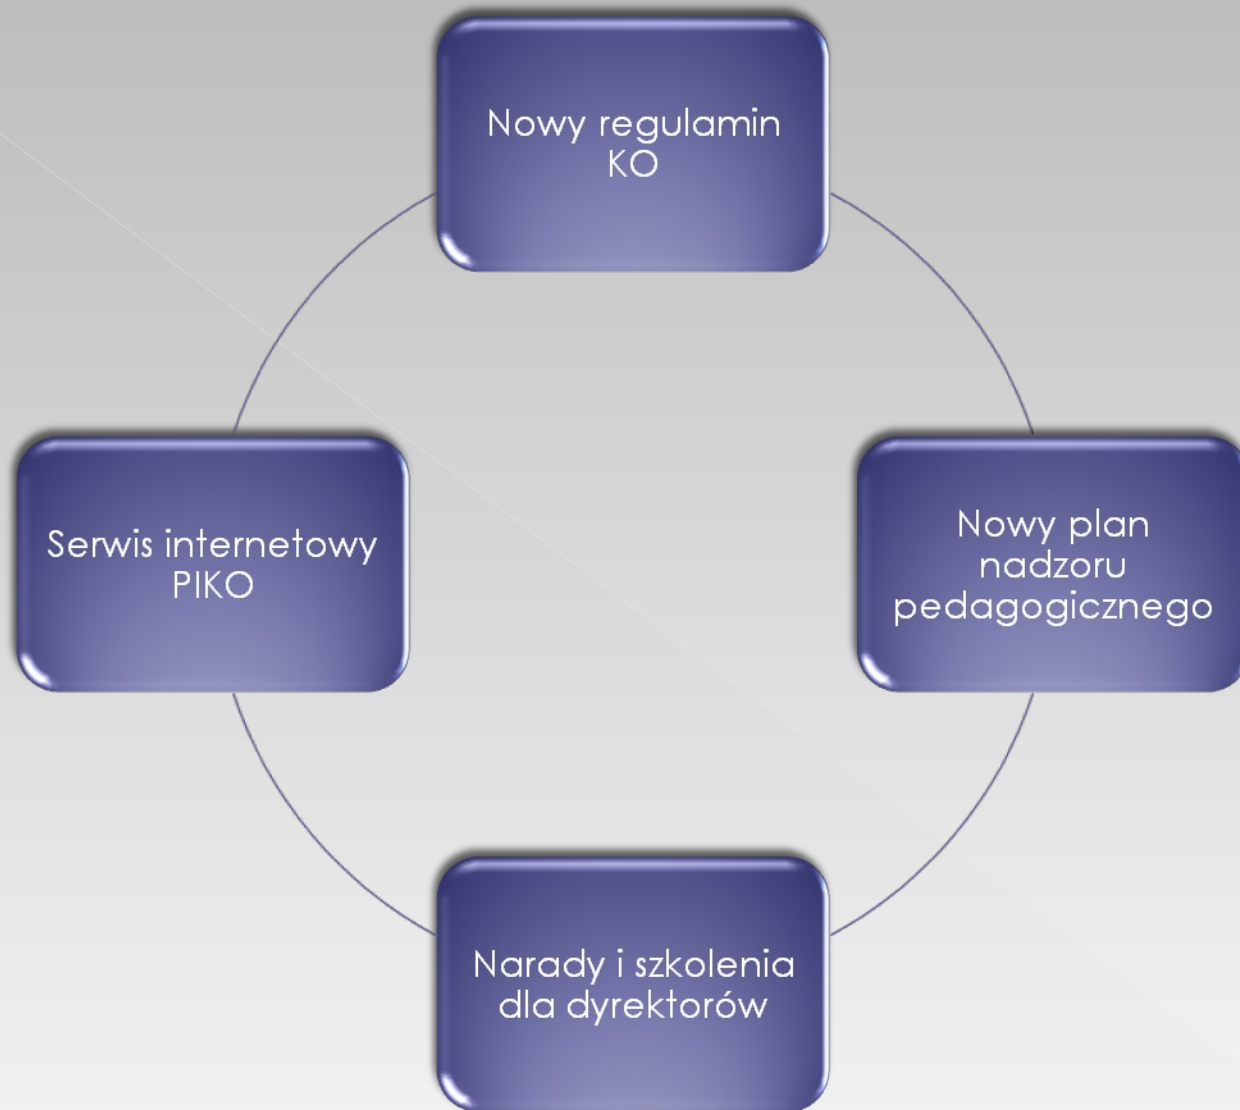 Nowy regulamin
KO
Nowy plan
nadzoru
pedagogicznego
Narady i szkolenia
dla dyrektorów
Serwis internetowy
PIKO